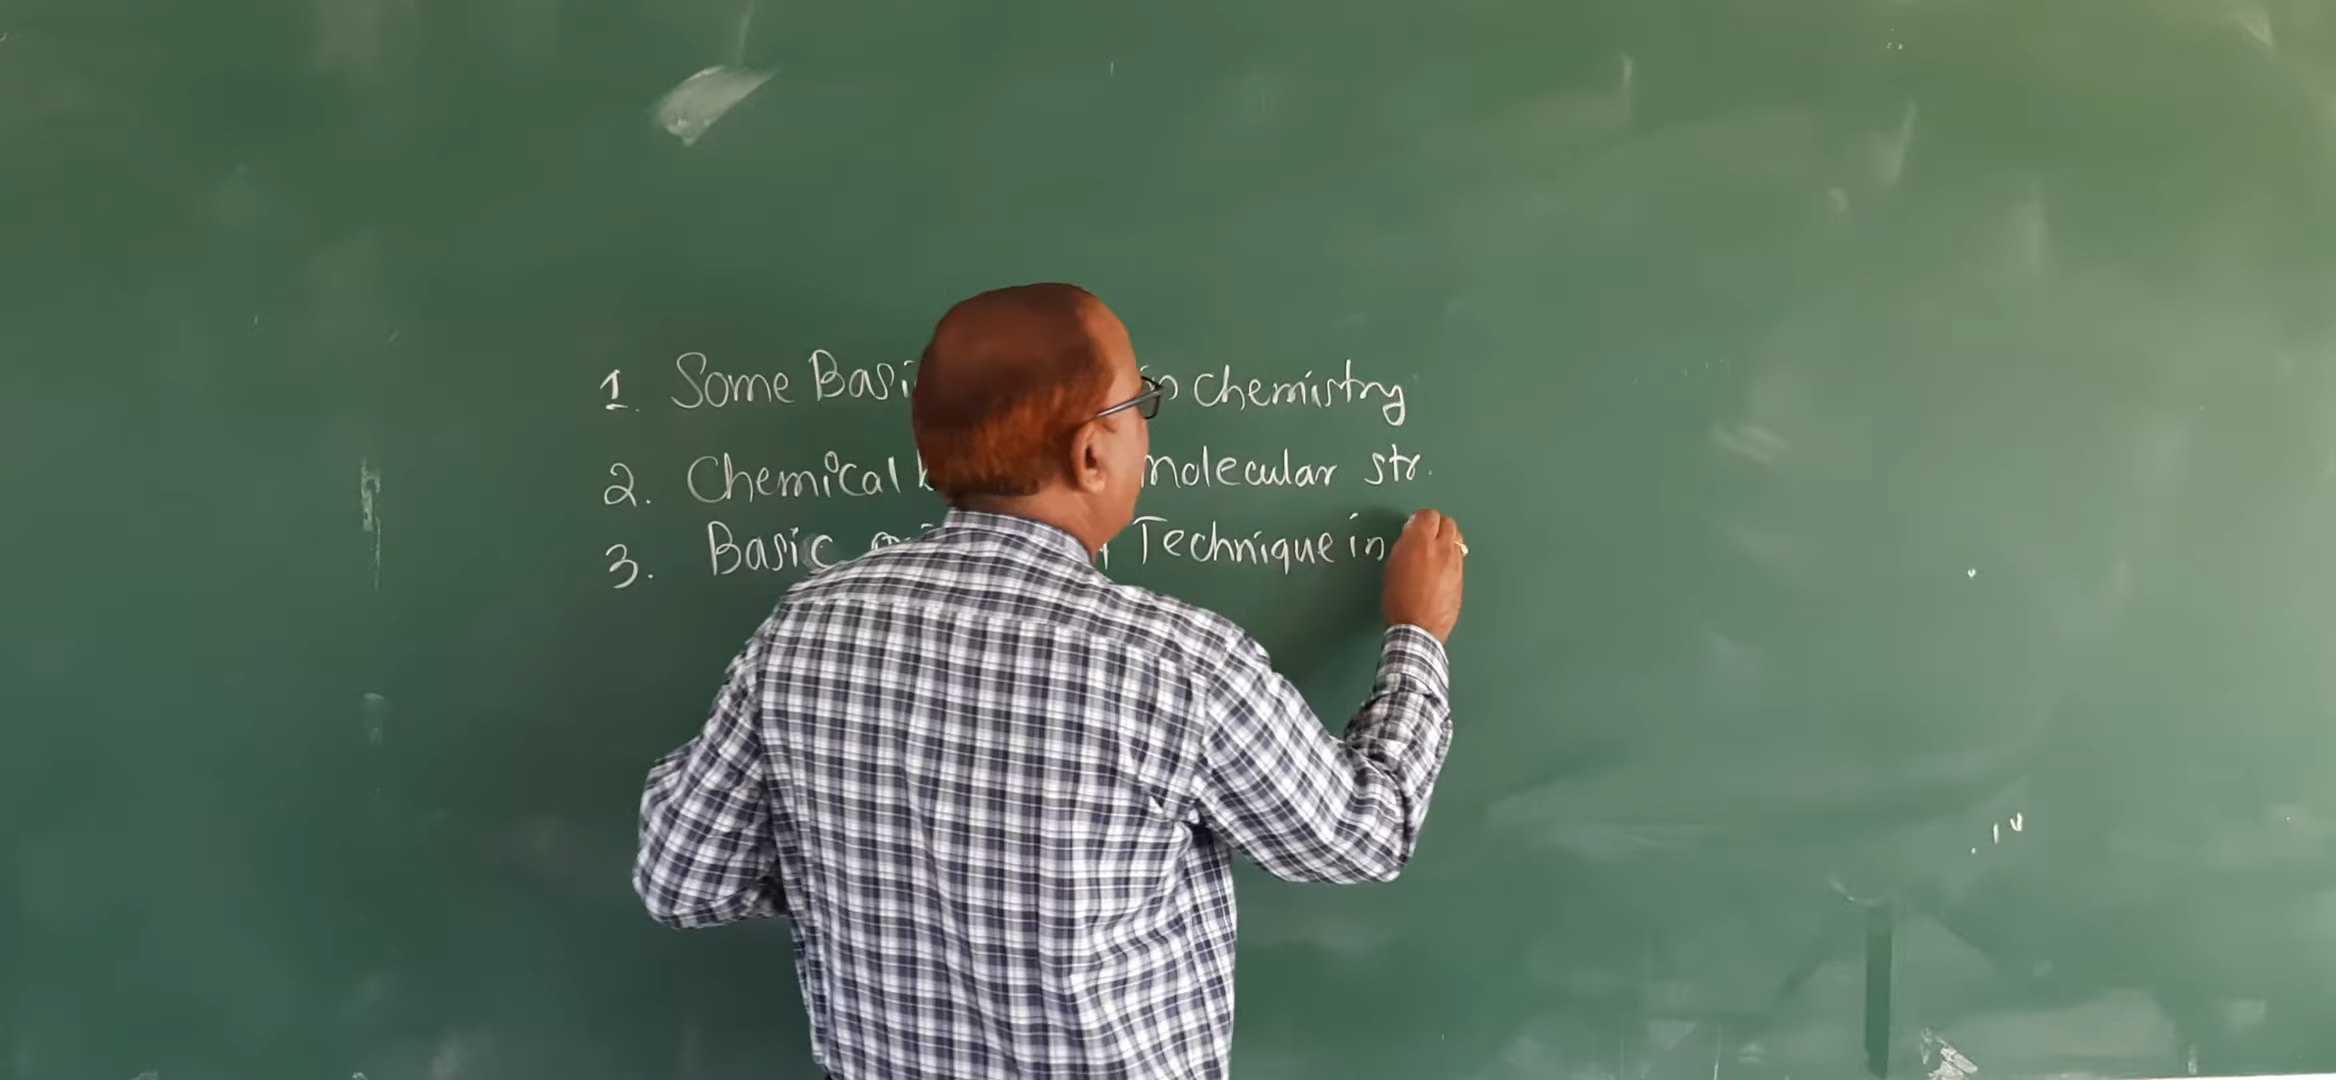 1. Some Basi chemistry
2. Chemical molecular str.
3. Basic Technique in